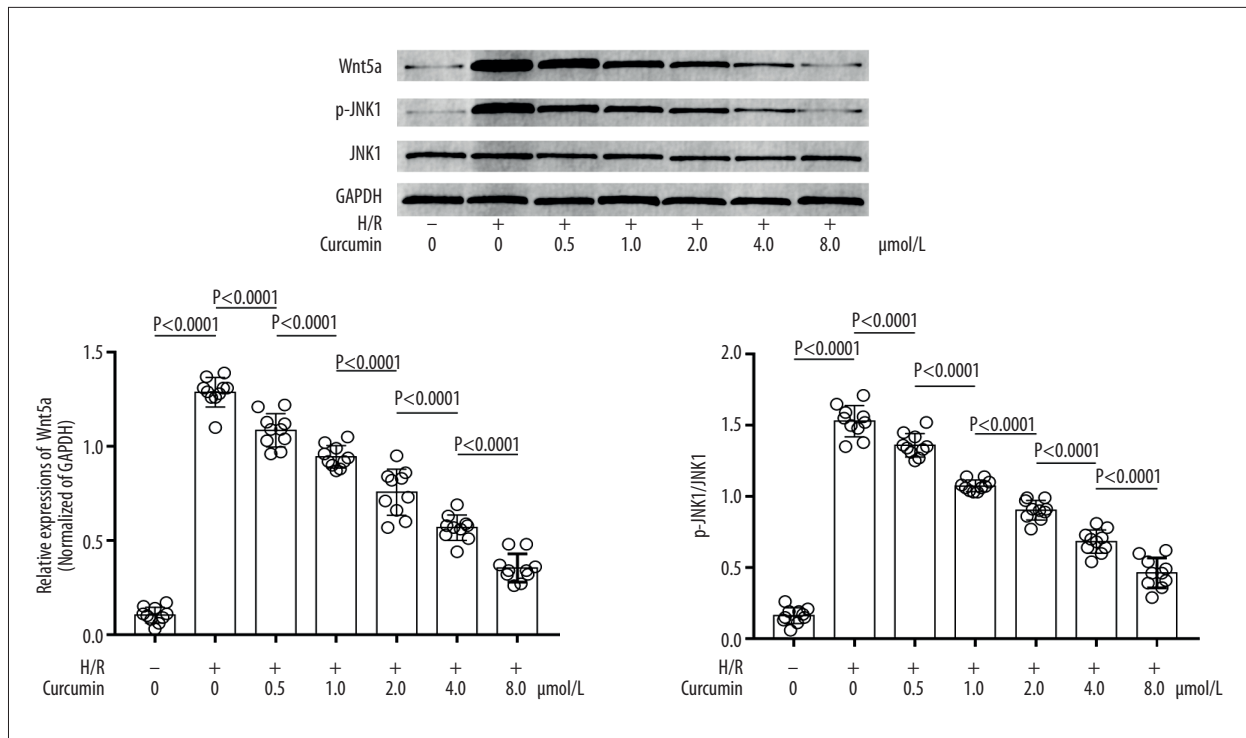 Wnt5a
p-JNK1
JNK1
GAPDH
H/R − + + + + + +
Curcumin 0 0 0.5 1.0 2.0 4.0 8.0 μmol/L
P<0.0001
P<0.0001
P<0.0001
P<0.0001
P<0.0001
P<0.0001
Relative expressions of Wnt5a
(Normalized of GAPDH)
1.5
1.0
0.5
0.0
H/R − + + + + + +
Curcumin 0 0 0.5 1.0 2.0 4.0 8.0 μmol/L
P<0.0001
P<0.0001
P<0.0001
P<0.0001
P<0.0001
P<0.0001
p-JNK1/JNK1
2.0
1.5
1.0
0.5
0.0
H/R − + + + + + +
Curcumin 0 0 0.5 1.0 2.0 4.0 8.0 μmol/L